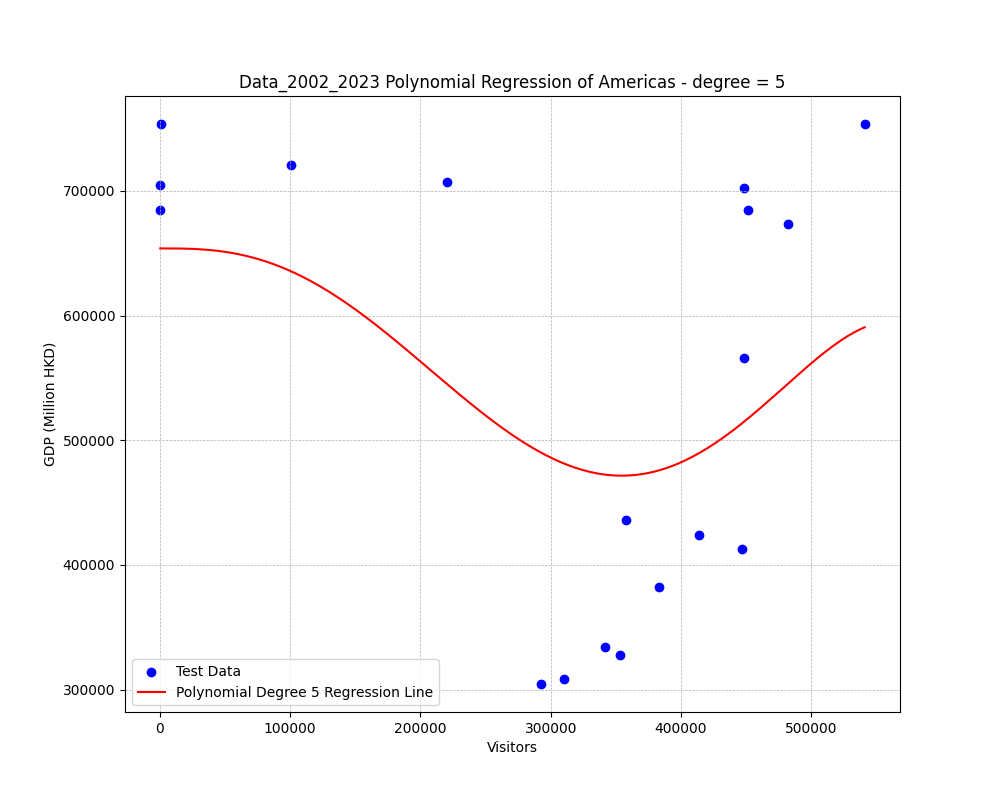 Data_2002_2023 Polynomial Regression of Americas - degree = 5
GDP (Million HKD)
700000
600000
500000
400000
300000
Test Data
Polynomial Degree 5 Regression Line
0 100000 200000 300000 400000 500000
Visitors